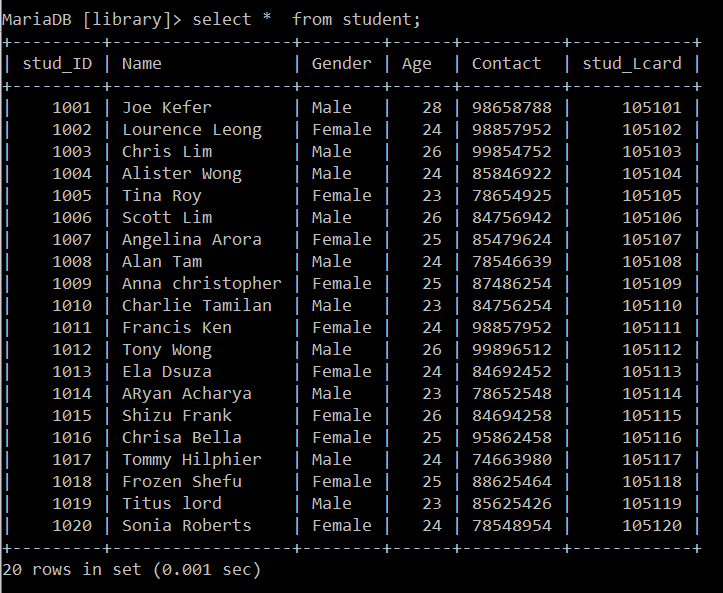 MariaDB [library]> select *  from student;
+---------+------------------+--------+------+----------+------------+
| stud_ID | Name             | Gender | Age  | Contact  | stud_Lcard |
+---------+------------------+--------+------+----------+------------+
|    1001 | Joe Kefer        | Male   |   28 | 98658788 |     105101 |
|    1002 | Lourence Leong   | Female |   24 | 98857952 |     105102 |
|    1003 | Chris Lim        | Male   |   26 | 99854752 |     105103 |
|    1004 | Alister Wong     | Male   |   24 | 85846922 |     105104 |
|    1005 | Tina Roy         | Female |   23 | 78654925 |     105105 |
|    1006 | Scott Lim        | Male   |   26 | 84756942 |     105106 |
|    1007 | Angelina Arora   | Female |   25 | 85479624 |     105107 |
|    1008 | Alan Tam         | Male   |   24 | 78546639 |     105108 |
|    1009 | Anna christopher | Female |   25 | 87486254 |     105109 |
|    1010 | Charlie Tamilan  | Male   |   23 | 84756254 |     105110 |
|    1011 | Francis Ken      | Female |   24 | 98857952 |     105111 |
|    1012 | Tony Wong        | Male   |   26 | 99896512 |     105112 |
|    1013 | Ela Dsuza        | Female |   24 | 84692452 |     105113 |
|    1014 | ARyan Acharya    | Male   |   23 | 78652548 |     105114 |
|    1015 | Shizu Frank      | Female |   26 | 84694258 |     105115 |
|    1016 | Chrisa Bella     | Female |   25 | 95862458 |     105116 |
|    1017 | Tommy Hilphier   | Male   |   24 | 74663980 |     105117 |
|    1018 | Frozen Shefu     | Female |   25 | 88625464 |     105118 |
|    1019 | Titus lord       | Male   |   23 | 85625426 |     105119 |
|    1020 | Sonia Roberts    | Female |   24 | 78548954 |     105120 |
+---------+------------------+--------+------+----------+------------+
20 rows in set (0.001 sec)